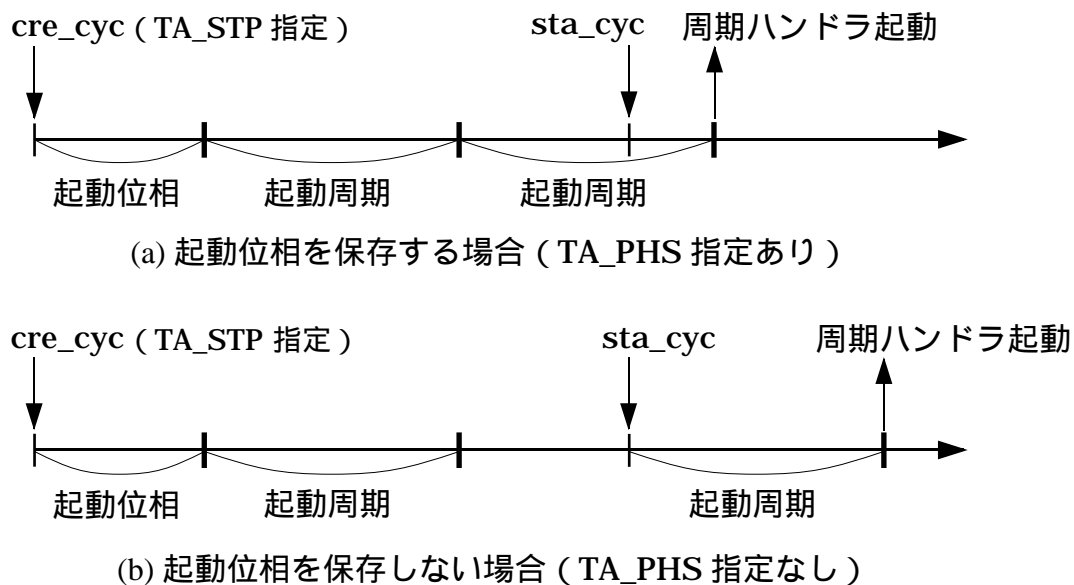 cre_cyc（TA_STP 指定）
sta_cyc
周期ハンドラ起動
起動位相
起動周期
起動周期
(a) 起動位相を保存する場合（TA_PHS 指定あり）
cre_cyc（TA_STP 指定）
sta_cyc
周期ハンドラ起動
起動位相
起動周期
起動周期
(b) 起動位相を保存しない場合（TA_PHS 指定なし）